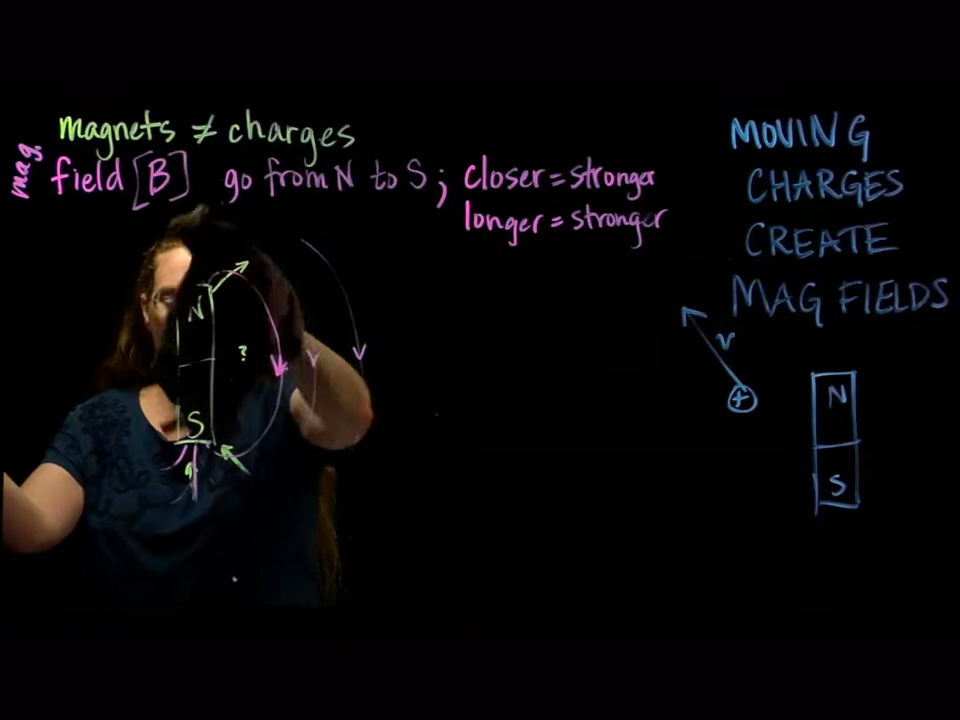 magnets ≠ charges
mag. field [B] go from N to S; closer = stronger
longer = stronger
MOVING
CHARGES
CREATE
MAG FIELDS
N
?
S
v
+
N
S